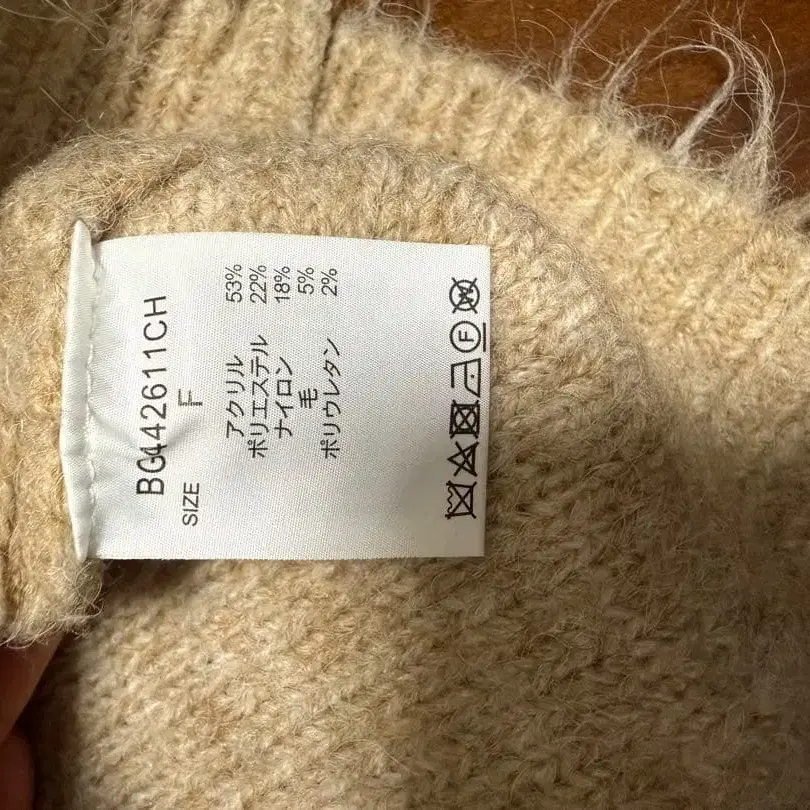 BG442611CH
SIZE F
アクリル 53%
ポリエステル 22%
ナイロン 18%
毛 5%
ポリウレタン 2%
F W